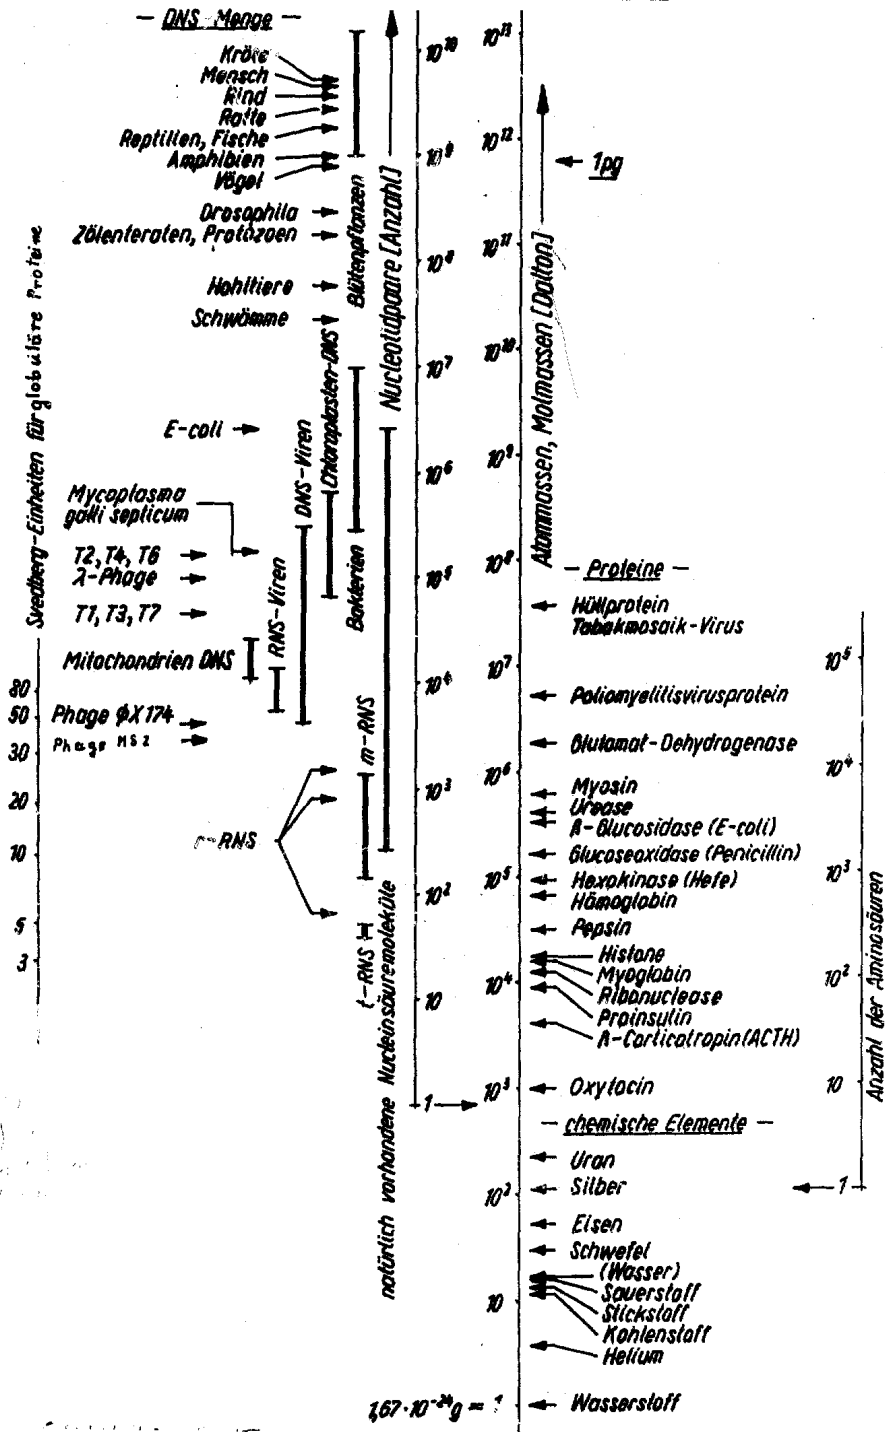 — DNS Menge —
Kröte
Mensch
Rind
Ratte
Reptilien, Fische
Amphibien
Vögel
Drosophila
Zölenteraten, Protozoen
Hohltiere
Schwämme
E-coli
Mycoplasma
galli septicum
T2, T4, T6
λ-Phage
T1, T3, T7
Mitochondrien DNS
Phage ϕX174
Phage MS2
r-RNS
Svedberg-Einheiten für globuläre Proteine
80
50
30
20
10
5
3
RNS-Viren
DNS-Viren
Chloroplasten-DNS
Blütenpflanzen
Bakterien
m-RNS
t-RNS
natürlich vorhandene Nucleinsäuremoleküle
Nucleotidpaare [Anzahl]
10¹⁰
10⁹
10⁸
10⁷
10⁶
10⁵
10⁴
10³
10²
10
1
Atommassen, Molmassen [Dalton]
10¹³
10¹²
10¹¹
10¹⁰
10⁹
10⁸
10⁷
10⁶
10⁵
10⁴
10³
10²
10
1,67·10⁻²⁴g = 1
1pg
— Proteine —
Hüllprotein
Tabakmosaik-Virus
Poliomyelitisvirusprotein
Glutamat-Dehydrogenase
Myosin
Urease
β-Glucosidase (E-coli)
Glucoseoxidase (Penicillin)
Hexokinase (Hefe)
Hämoglobin
Pepsin
Histone
Myoglobin
Ribonuclease
Proinsulin
β-Corticotropin (ACTH)
Oxytocin
— chemische Elemente —
Uran
Silber
Eisen
Schwefel
(Wasser)
Sauerstoff
Stickstoff
Kohlenstoff
Helium
Wasserstoff
Anzahl der Aminosäuren
10⁵
10⁴
10³
10²
10
1